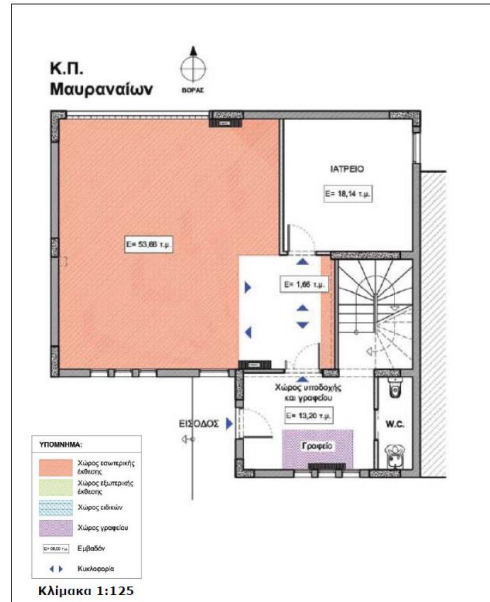 Κ.Π.
Μαυραναίων
ΒΟΡΑΣ
ΙΑΤΡΕΙΟ
Ε= 18,14 τ.μ.
Ε= 53,66 τ.μ.
Ε= 1,66 τ.μ.
Χώρος υποδοχής
και γραφείου
Ε= 13,20 τ.μ.
ΕΙΣΟΔΟΣ
W.C.
Γραφείο
ΥΠΟΜΝΗΜΑ:
Χώρος εσωτερικής
έκθεσης
Χώρος εξωτερικής
έκθεσης
Χώρος ειδικών
Χώρος γραφείου
Εμβαδόν
Κυκλοφορία
Κλίμακα 1:125